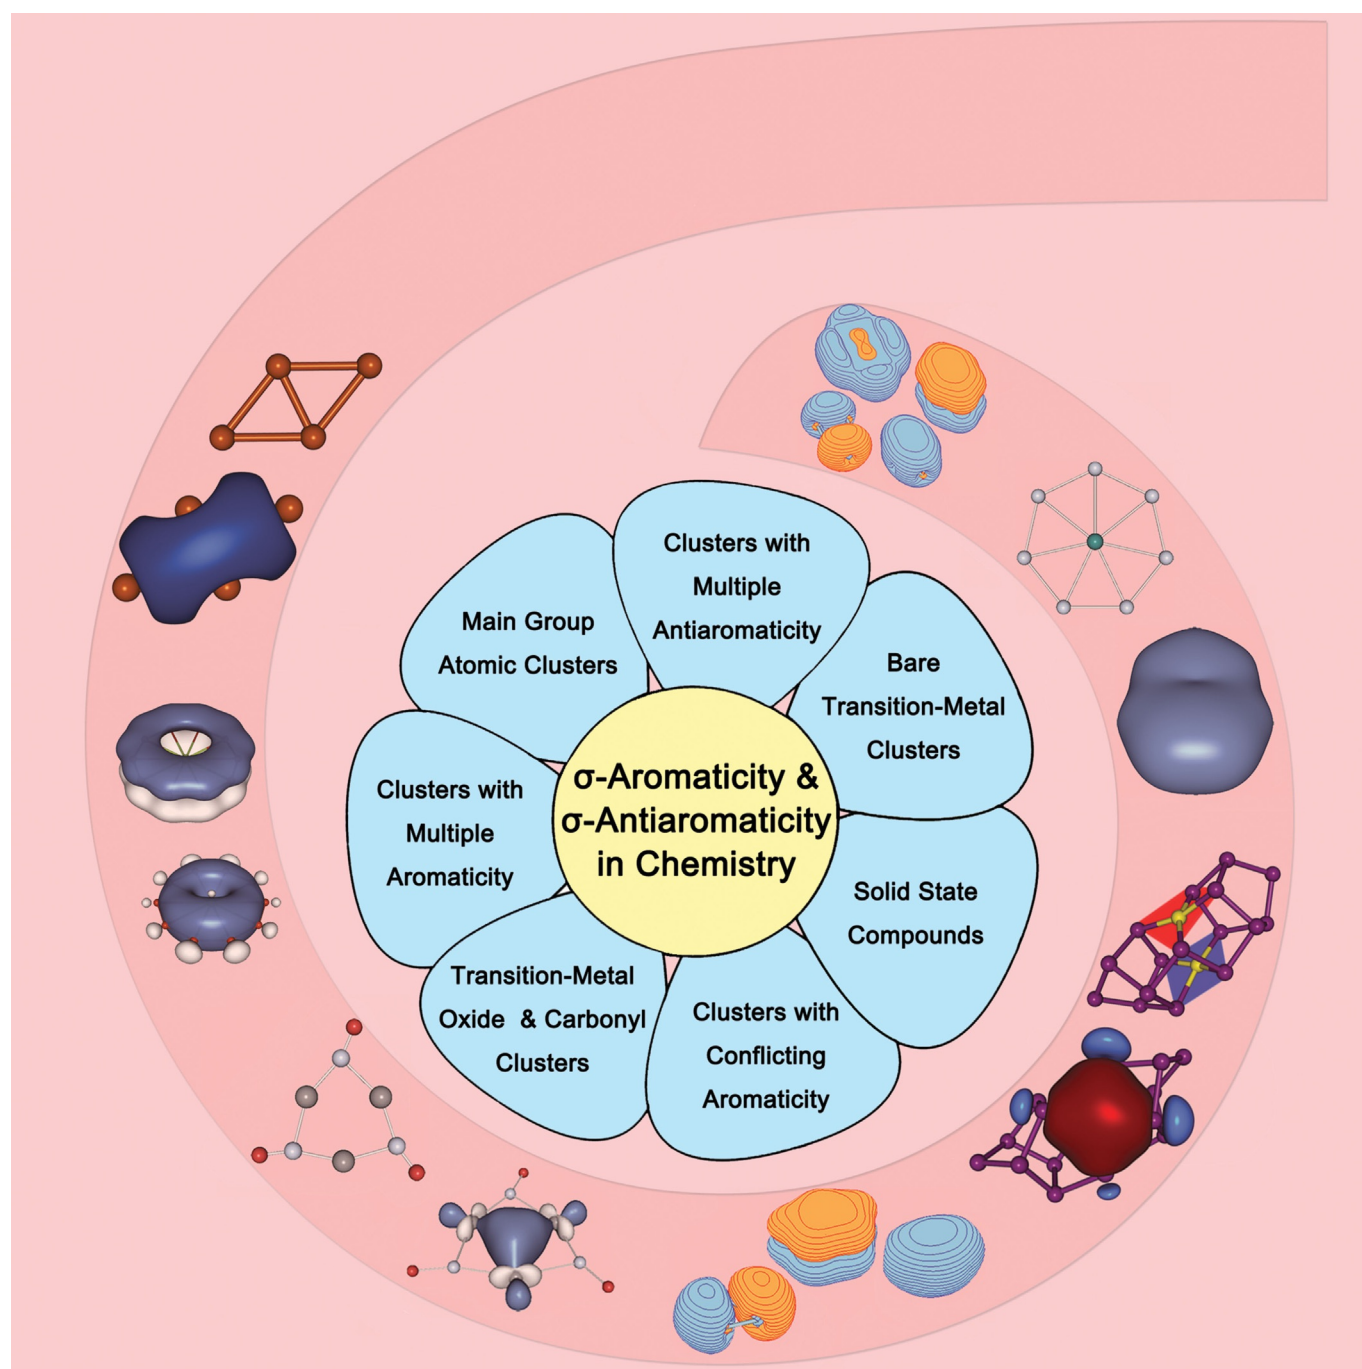 Clusters with
Multiple
Antiaromaticity
Main Group
Atomic Clusters
Bare
Transition-Metal
Clusters
Clusters with
Multiple
Aromaticity
σ-Aromaticity &
σ-Antiaromaticity
in Chemistry
Solid State
Compounds
Transition-Metal
Oxide & Carbonyl
Clusters
Clusters with
Conflicting
Aromaticity